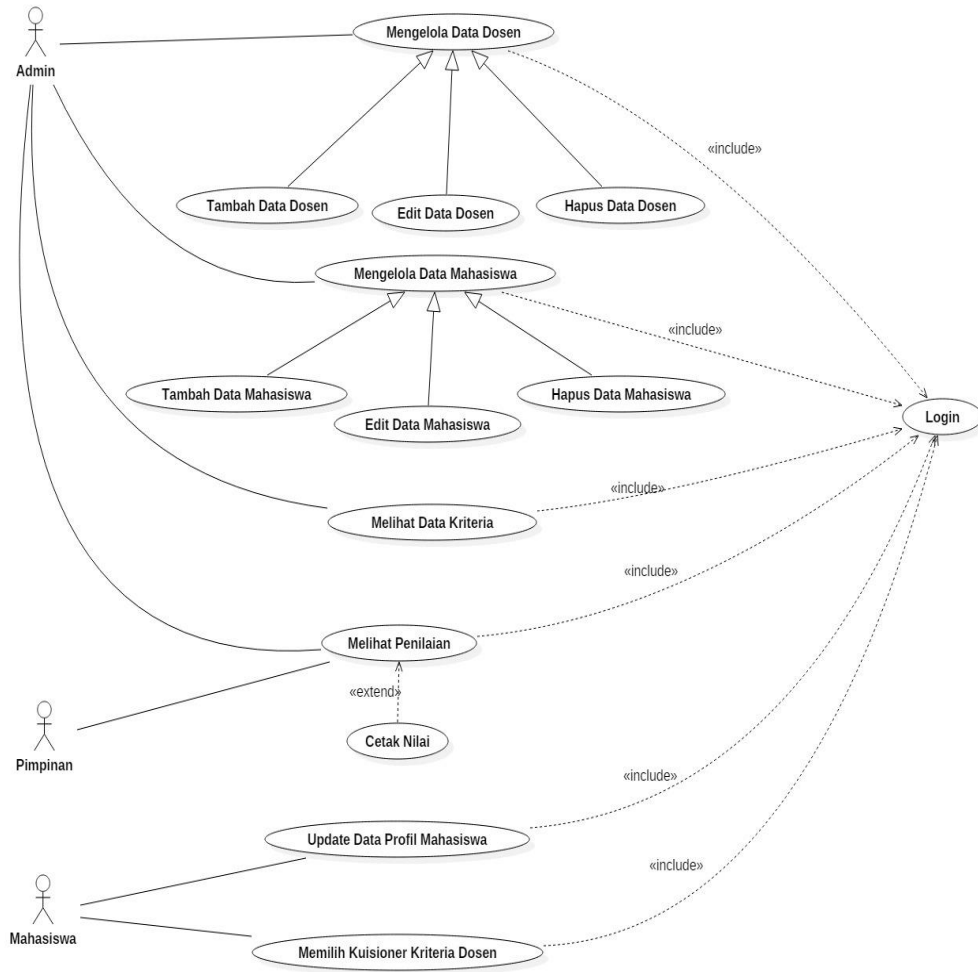 Mengelola Data Dosen
Admin
«include»
Tambah Data Dosen
Edit Data Dosen
Hapus Data Dosen
Mengelola Data Mahasiswa
«include»
Tambah Data Mahasiswa
Edit Data Mahasiswa
Hapus Data Mahasiswa
Login
«include»
Melihat Data Kriteria
«include»
Melihat Penilaian
«extend»
Cetak Nilai
Pimpinan
«include»
Update Data Profil Mahasiswa
«include»
Mahasiswa
Memilih Kuisioner Kriteria Dosen